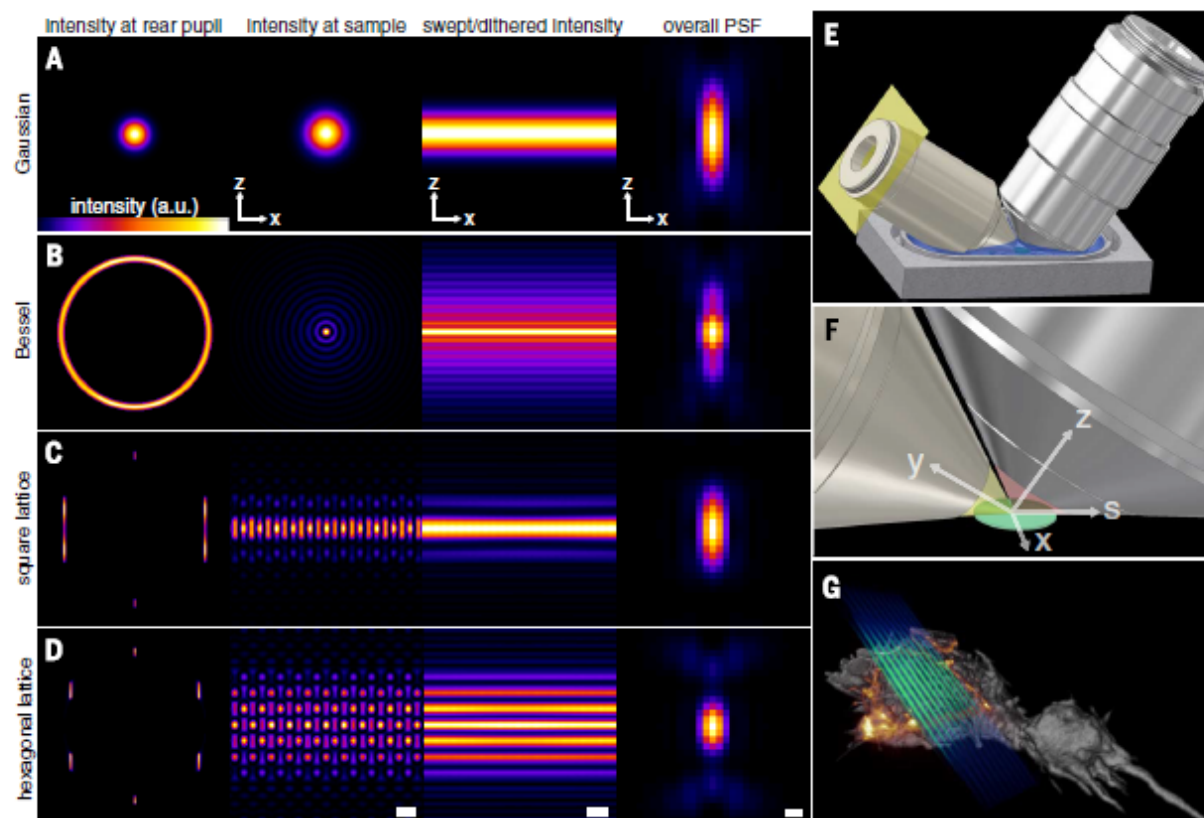 intensity at rear pupil intensity at sample swept/dithered intensity overall PSF
A
Gaussian
intensity (a.u.)
z
x
z
x
z
x
B
Bessel
C
square lattice
D
hexagonal lattice
E
F
z
y
s
x
G